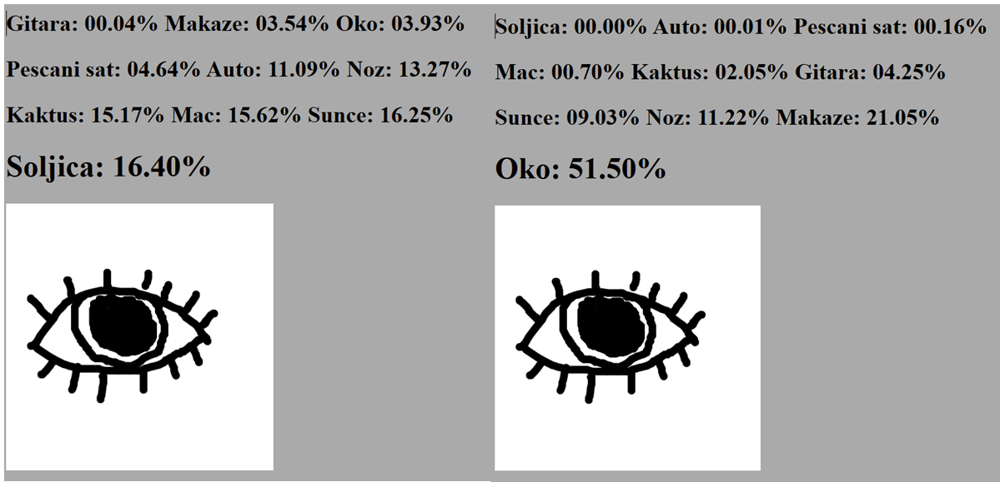 Gitara: 00.04% Makaze: 03.54% Oko: 03.93%
Pescani sat: 04.64% Auto: 11.09% Noz: 13.27%
Kaktus: 15.17% Mac: 15.62% Sunce: 16.25%
Soljica: 16.40%
Soljica: 00.00% Auto: 00.01% Pescani sat: 00.16%
Mac: 00.70% Kaktus: 02.05% Gitara: 04.25%
Sunce: 09.03% Noz: 11.22% Makaze: 21.05%
Oko: 51.50%